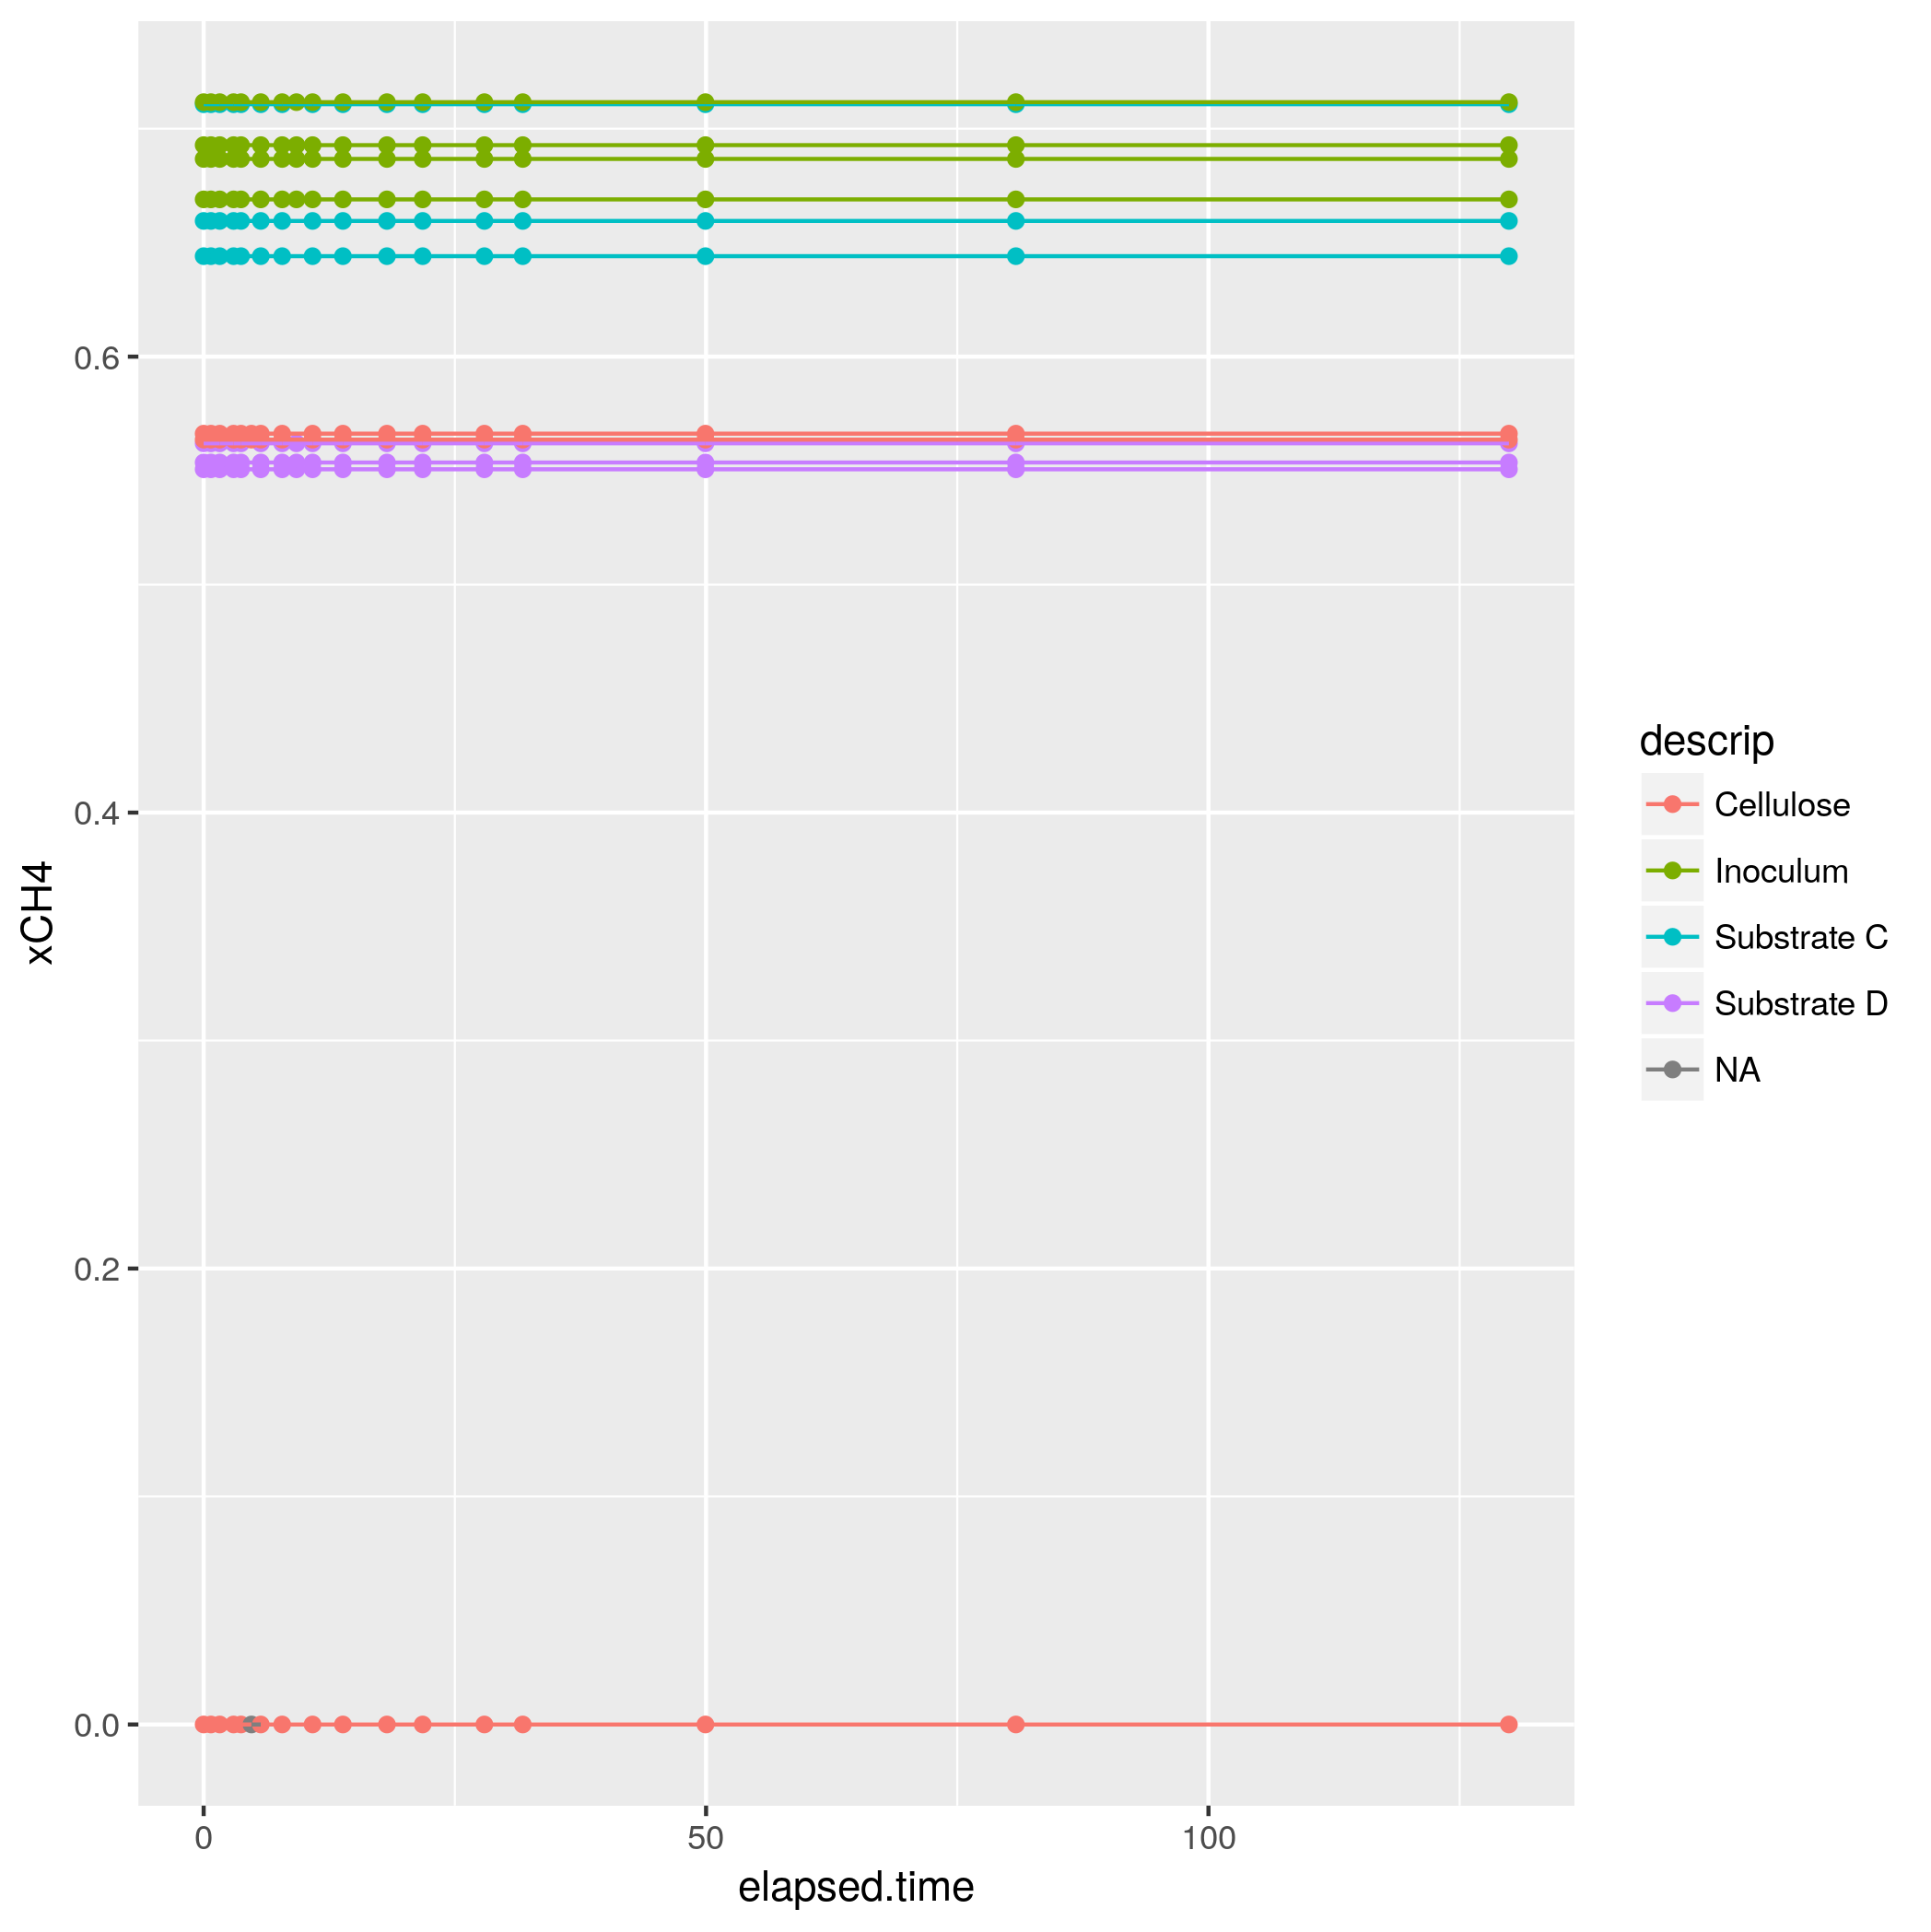 xCH4
0.6
0.4
0.2
0.0
0
50
100
elapsed.time
descrip
Cellulose
Inoculum
Substrate C
Substrate D
NA